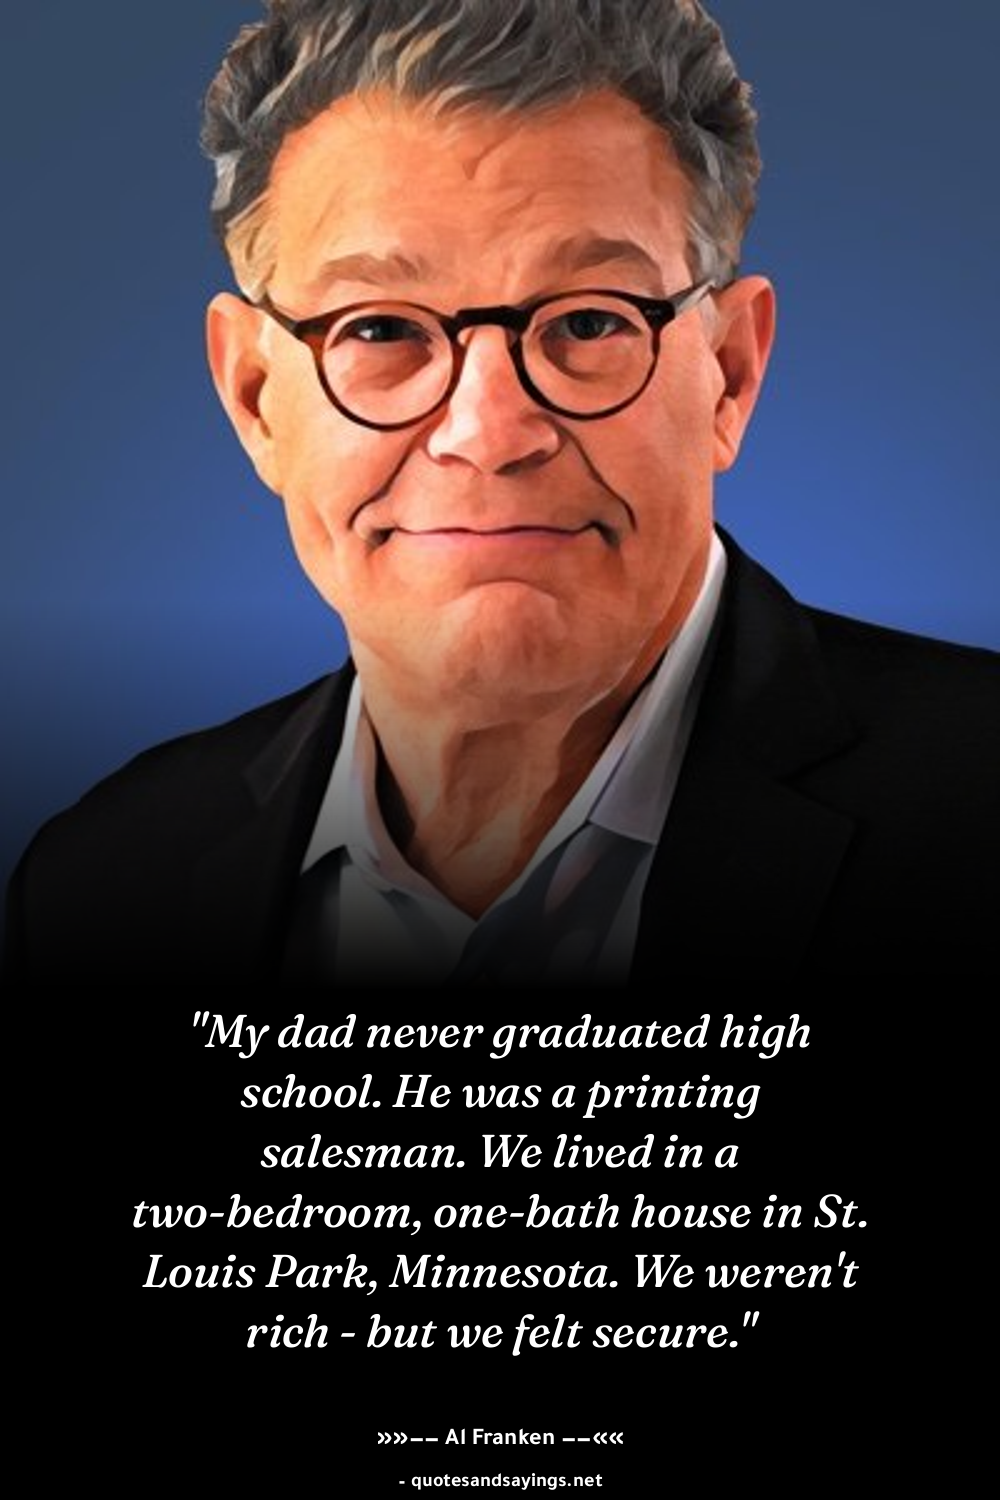 "My dad never graduated high
school. He was a printing
salesman. We lived in a
two-bedroom, one-bath house in St.
Louis Park, Minnesota. We weren't
rich - but we felt secure."
»»−− Al Franken −−««
- quotesandsayings.net